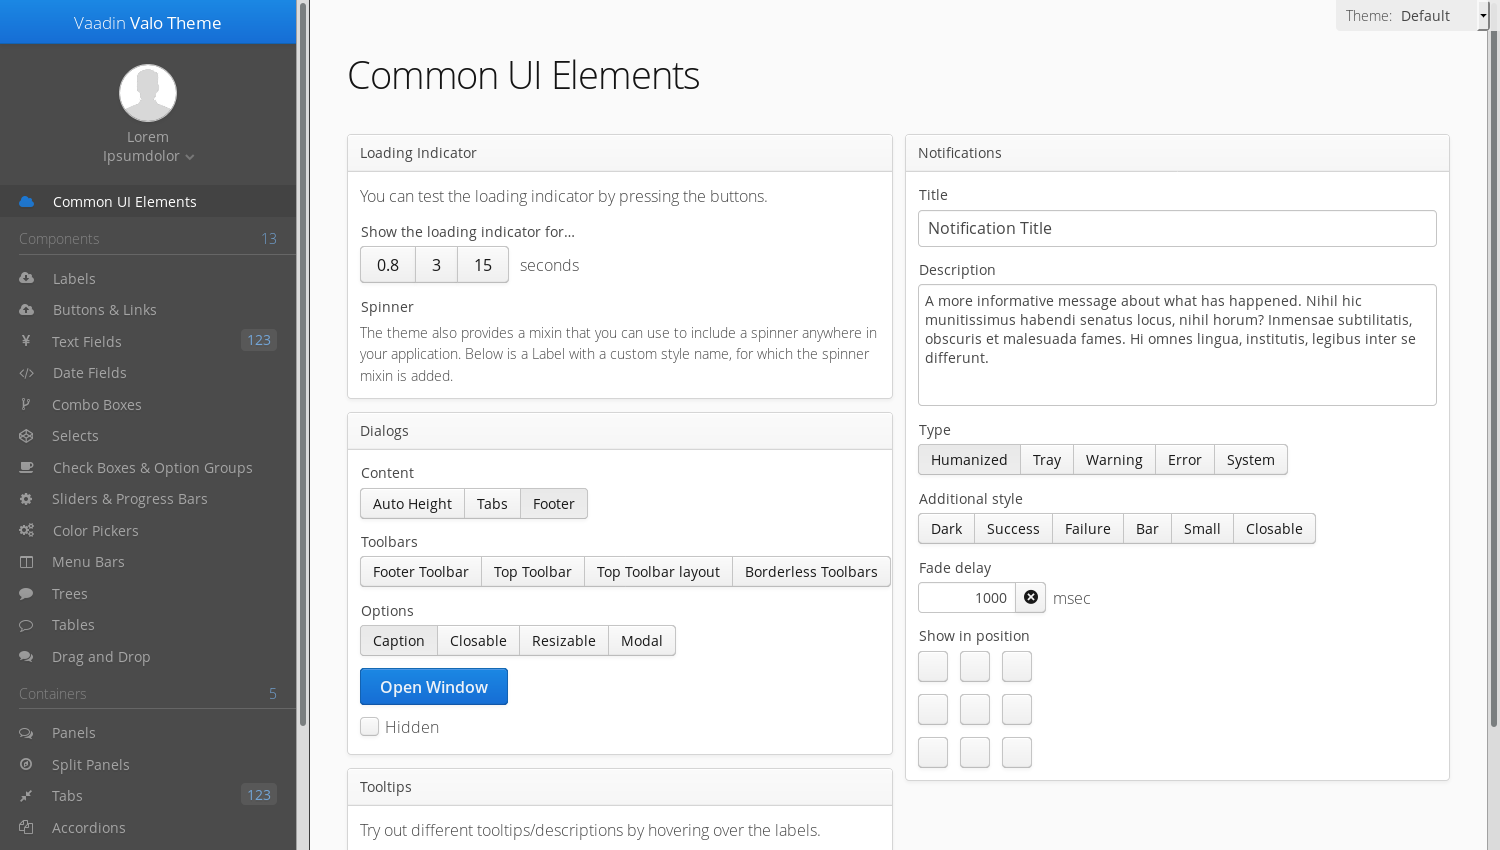 Vaadin Valo Theme
Lorem
Ipsumdolor
Common UI Elements
Components 13
Labels
Buttons & Links
Text Fields 123
Date Fields
Combo Boxes
Selects
Check Boxes & Option Groups
Sliders & Progress Bars
Color Pickers
Menu Bars
Trees
Tables
Drag and Drop
Containers 5
Panels
Split Panels
Tabs 123
Accordions
Theme: Default
Common UI Elements
Loading Indicator
You can test the loading indicator by pressing the buttons.
Show the loading indicator for...
0.8 3 15 seconds
Spinner
The theme also provides a mixin that you can use to include a spinner anywhere in
your application. Below is a Label with a custom style name, for which the spinner
mixin is added.
Dialogs
Content
Auto Height Tabs Footer
Toolbars
Footer Toolbar Top Toolbar Top Toolbar layout Borderless Toolbars
Options
Caption Closable Resizable Modal
Open Window
Hidden
Tooltips
Try out different tooltips/descriptions by hovering over the labels.
Notifications
Title
Notification Title
Description
A more informative message about what has happened. Nihil hic
munitissimus habendi senatus locus, nihil horum? Inmensae subtilitatis,
obscuris et malesuada fames. Hi omnes lingua, institutis, legibus inter se
differunt.
Type
Humanized Tray Warning Error System
Additional style
Dark Success Failure Bar Small Closable
Fade delay
1000 msec
Show in position